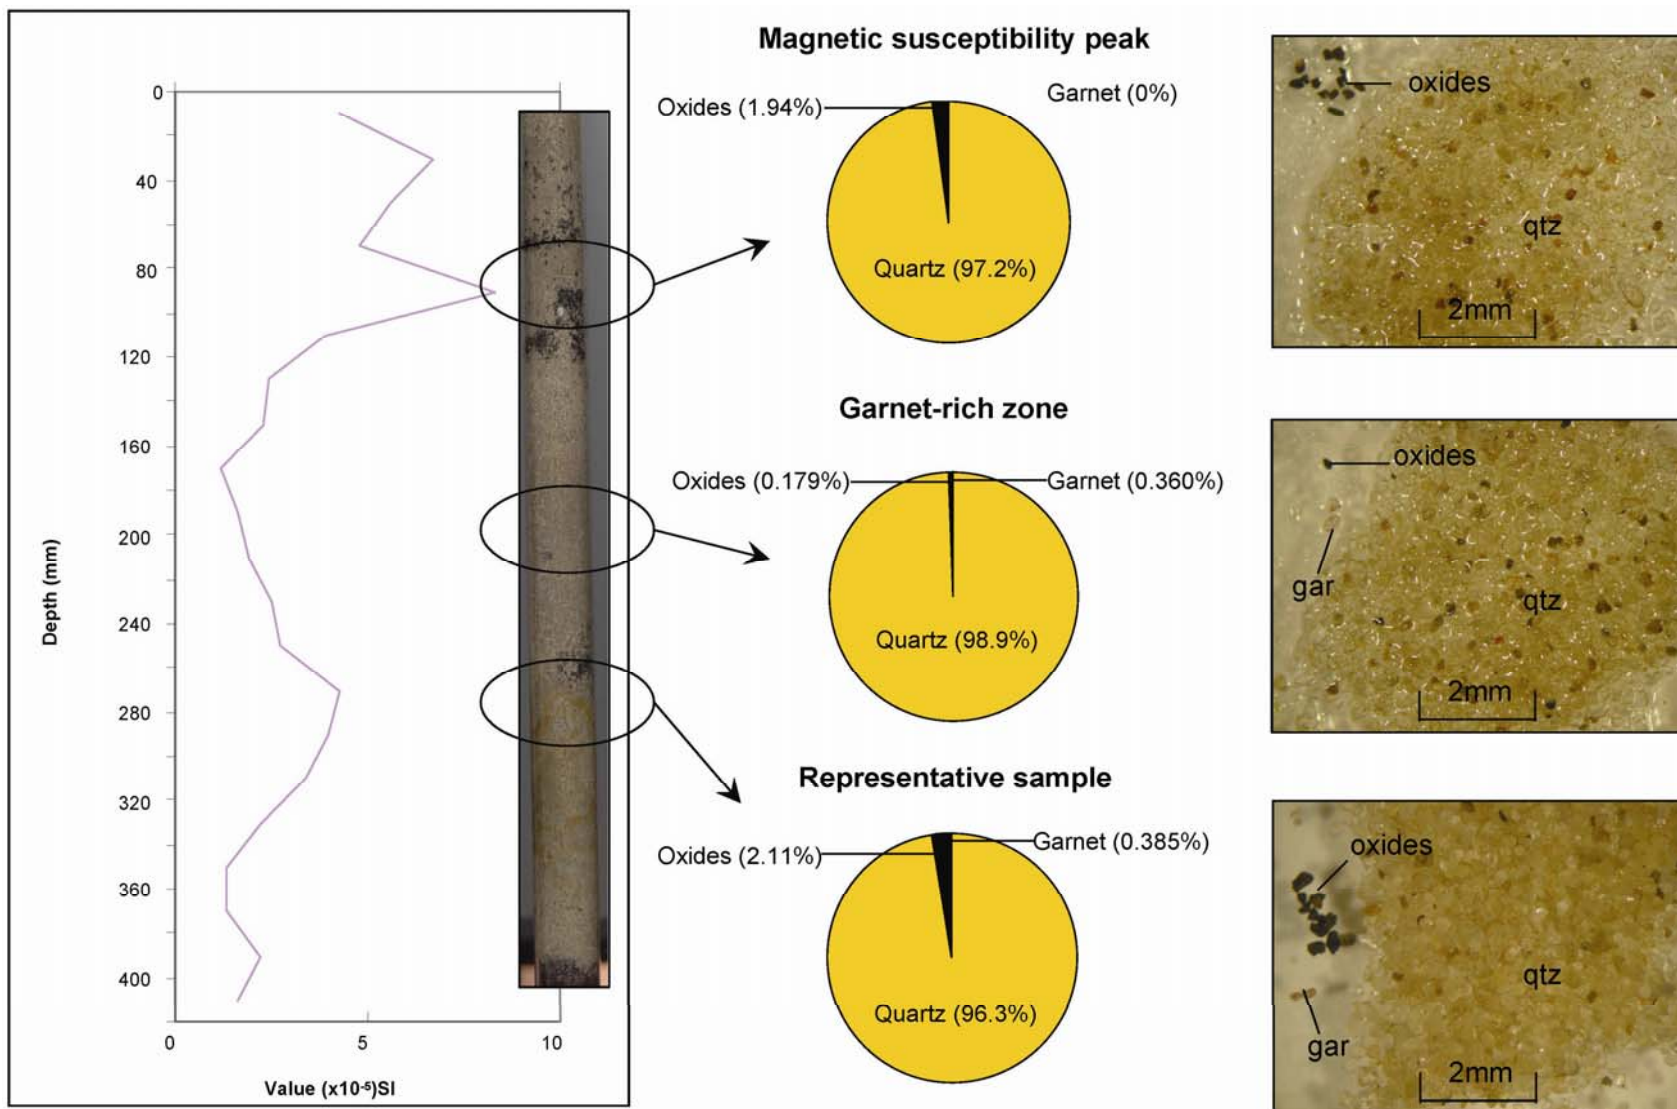 Magnetic susceptibility peak
Oxides (1.94%)
Garnet (0%)
Quartz (97.2%)
Garnet-rich zone
Oxides (0.179%)
Garnet (0.360%)
Quartz (98.9%)
Representative sample
Oxides (2.11%)
Garnet (0.385%)
Quartz (96.3%)
0
40
80
120
160
200
240
280
320
360
400
Depth (mm)
0
5
10
Value (x10⁻⁵)SI
oxides
qtz
2mm
oxides
gar
qtz
2mm
oxides
qtz
gar
2mm